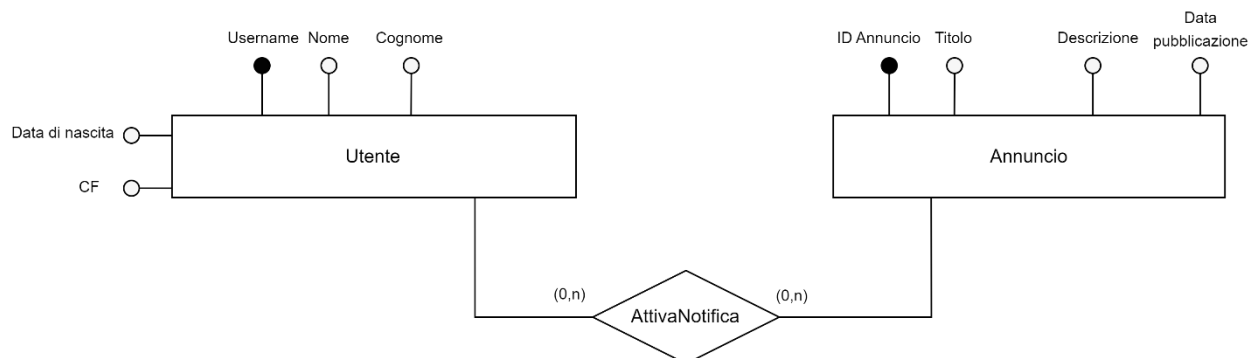 Username Nome Cognome
ID Annuncio Titolo Descrizione Data
pubblicazione
Data di nascita
CF
Utente
Annuncio
(0,n) (0,n)
AttivaNotifica